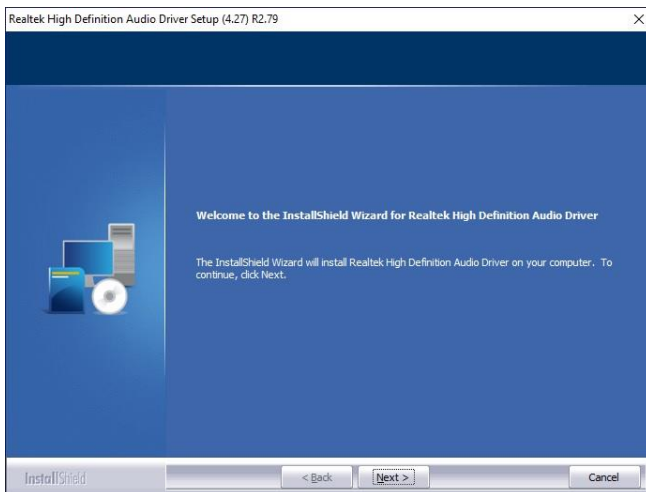 Realtek High Definition Audio Driver Setup (4.27) R2.79
Welcome to the InstallShield Wizard for Realtek High Definition Audio Driver
The InstallShield Wizard will install Realtek High Definition Audio Driver on your computer. To
continue, click Next.
InstallShield
< Back
Next >
Cancel